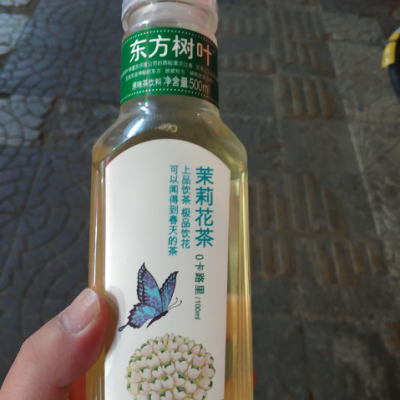 东方树叶
原味茶饮料 净含量500ml
茉莉花茶
0卡路里/100ml
上品饮茶 极品饮花
可以闻得到春天的茶